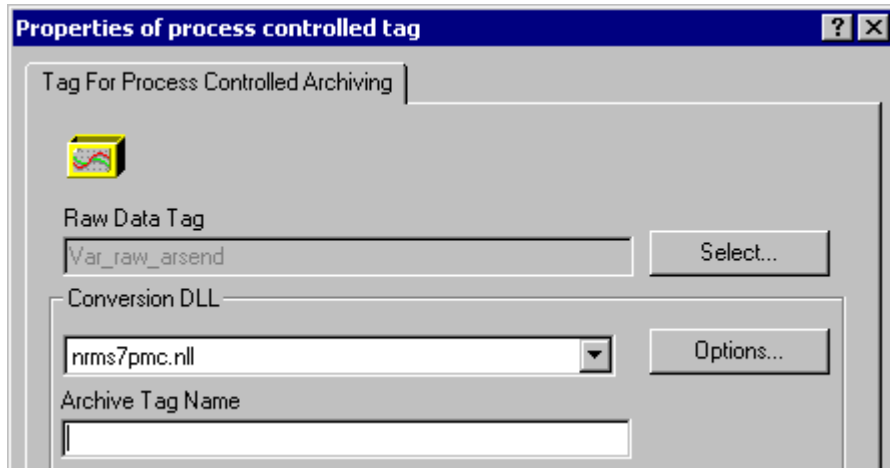 Properties of process controlled tag
Tag For Process Controlled Archiving
Raw Data Tag
Var_raw_arsend
Select...
Conversion DLL
nrms7pmc.nll
Options...
Archive Tag Name